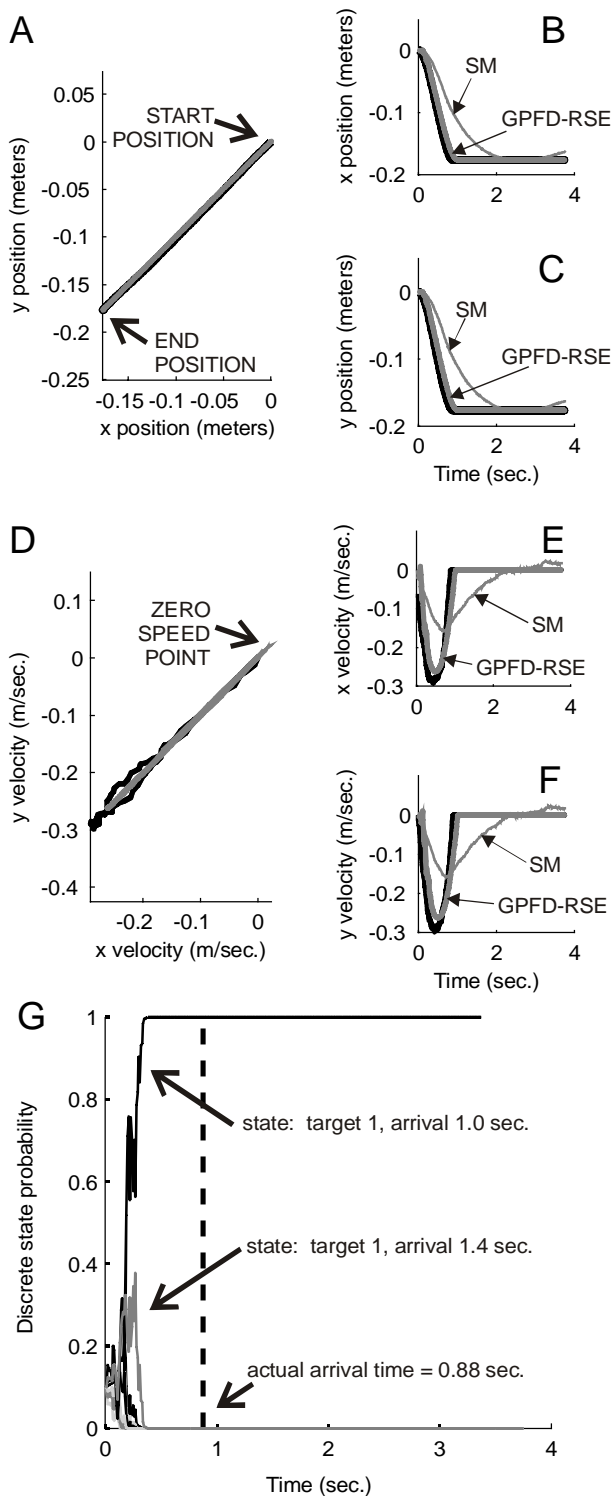 A
0.05
0
-0.05
-0.1
-0.15
-0.2
-0.25
y position (meters)
START
POSITION
END
POSITION
-0.15 -0.1 -0.05 0
x position (meters)
B
0
-0.1
-0.2
x position (meters)
SM
GPFD-RSE
0 2 4
C
0
-0.1
-0.2
y position (meters)
SM
GPFD-RSE
0 2 4
Time (sec.)
D
0.1
0
-0.1
-0.2
-0.3
-0.4
y velocity (m/sec.)
ZERO
SPEED
POINT
-0.2 -0.1 0
x velocity (m/sec.)
E
0
-0.1
-0.2
-0.3
x velocity (m/sec.)
SM
GPFD-RSE
0 2 4
F
0
-0.1
-0.2
-0.3
y velocity (m/sec.)
SM
GPFD-RSE
0 2 4
Time (sec.)
G
1
0.8
0.6
0.4
0.2
0
Discrete state probability
state: target 1, arrival 1.0 sec.
state: target 1, arrival 1.4 sec.
actual arrival time = 0.88 sec.
0 1 2 3 4
Time (sec.)